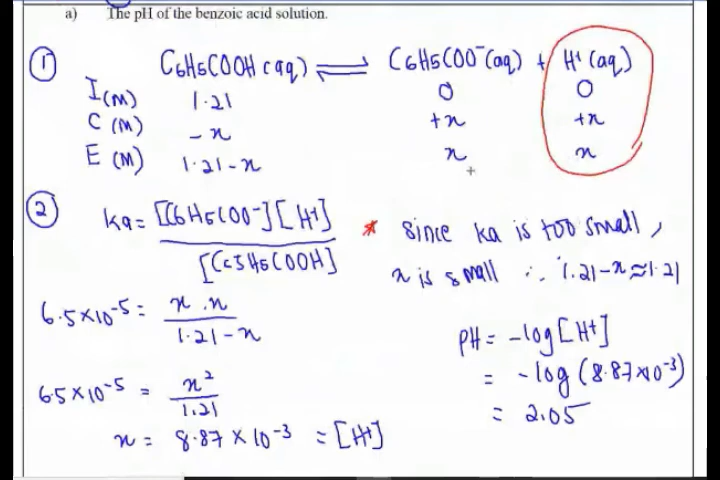 a) The pH of the benzoic acid solution.
① C6H5COOH (aq) ⇌ C6H5COO⁻(aq) + H⁺(aq)
I (M) 1.21 0 0
C (M) -x +x +x
E (M) 1.21-x x x
② Ka = [C6H5COO⁻][H⁺]
[C6H5COOH]
* since ka is too small,
x is small ∴ 1.21-x≈1.21
6.5×10⁻⁵ = x.x
1.21-x
6.5×10⁻⁵ = x²
1.21
x = 8.87 × 10⁻³ = [H⁺]
PH = -log[H⁺]
= -log (8.87×10⁻³)
= 2.05